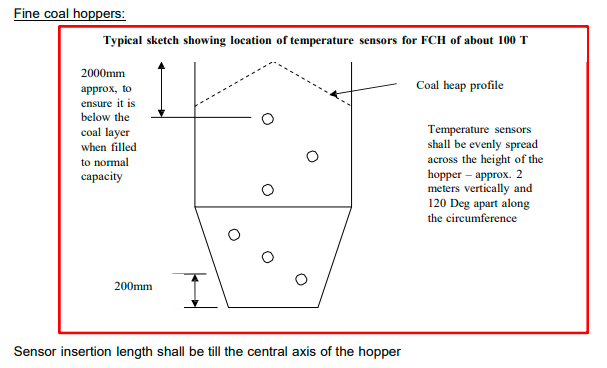 Fine coal hoppers:
Typical sketch showing location of temperature sensors for FCH of about 100 T
2000mm
approx, to
ensure it is
below the
coal layer
when filled
to normal
capacity
Coal heap profile
Temperature sensors
shall be evenly spread
across the height of the
hopper – approx. 2
meters vertically and
120 Deg apart along
the circumference
200mm
Sensor insertion length shall be till the central axis of the hopper